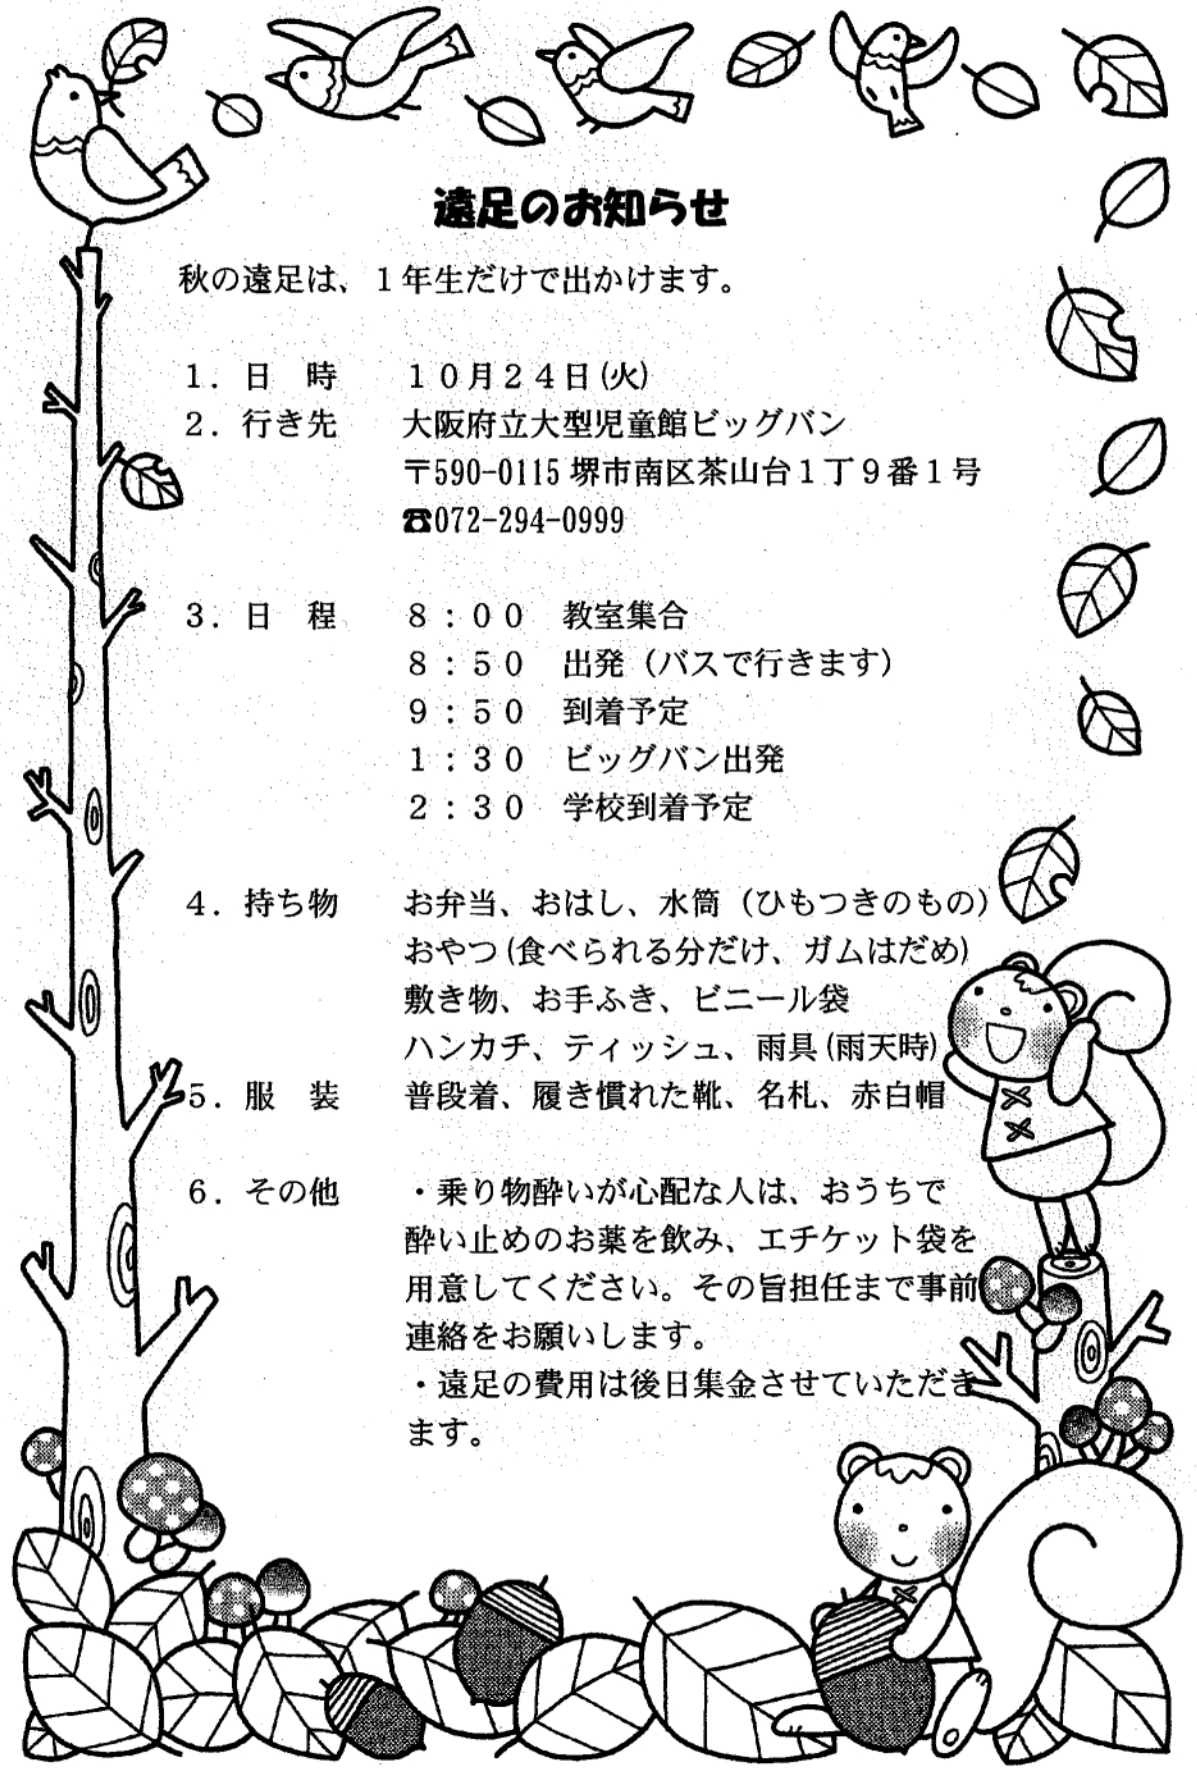 遠足のお知らせ
秋の遠足は、１年生だけで出かけます。
１．日　時　　１０月２４日(火)
２．行き先　　大阪府立大型児童館ビッグバン
〒590-0115 堺市南区茶山台１丁９番１号
☎072-294-0999
３．日　程　　８：００　教室集合
８：５０　出発（バスで行きます）
９：５０　到着予定
１：３０　ビッグバン出発
２：３０　学校到着予定
４．持ち物　　お弁当、おはし、水筒（ひもつきのもの）
おやつ(食べられる分だけ、ガムはだめ)
敷き物、お手ふき、ビニール袋
ハンカチ、ティッシュ、雨具(雨天時)
５．服　装　　普段着、履き慣れた靴、名札、赤白帽
６．その他　　・乗り物酔いが心配な人は、おうちで
酔い止めのお薬を飲み、エチケット袋を
用意してください。その旨担任まで事前
連絡をお願いします。
・遠足の費用は後日集金させていただき
ます。